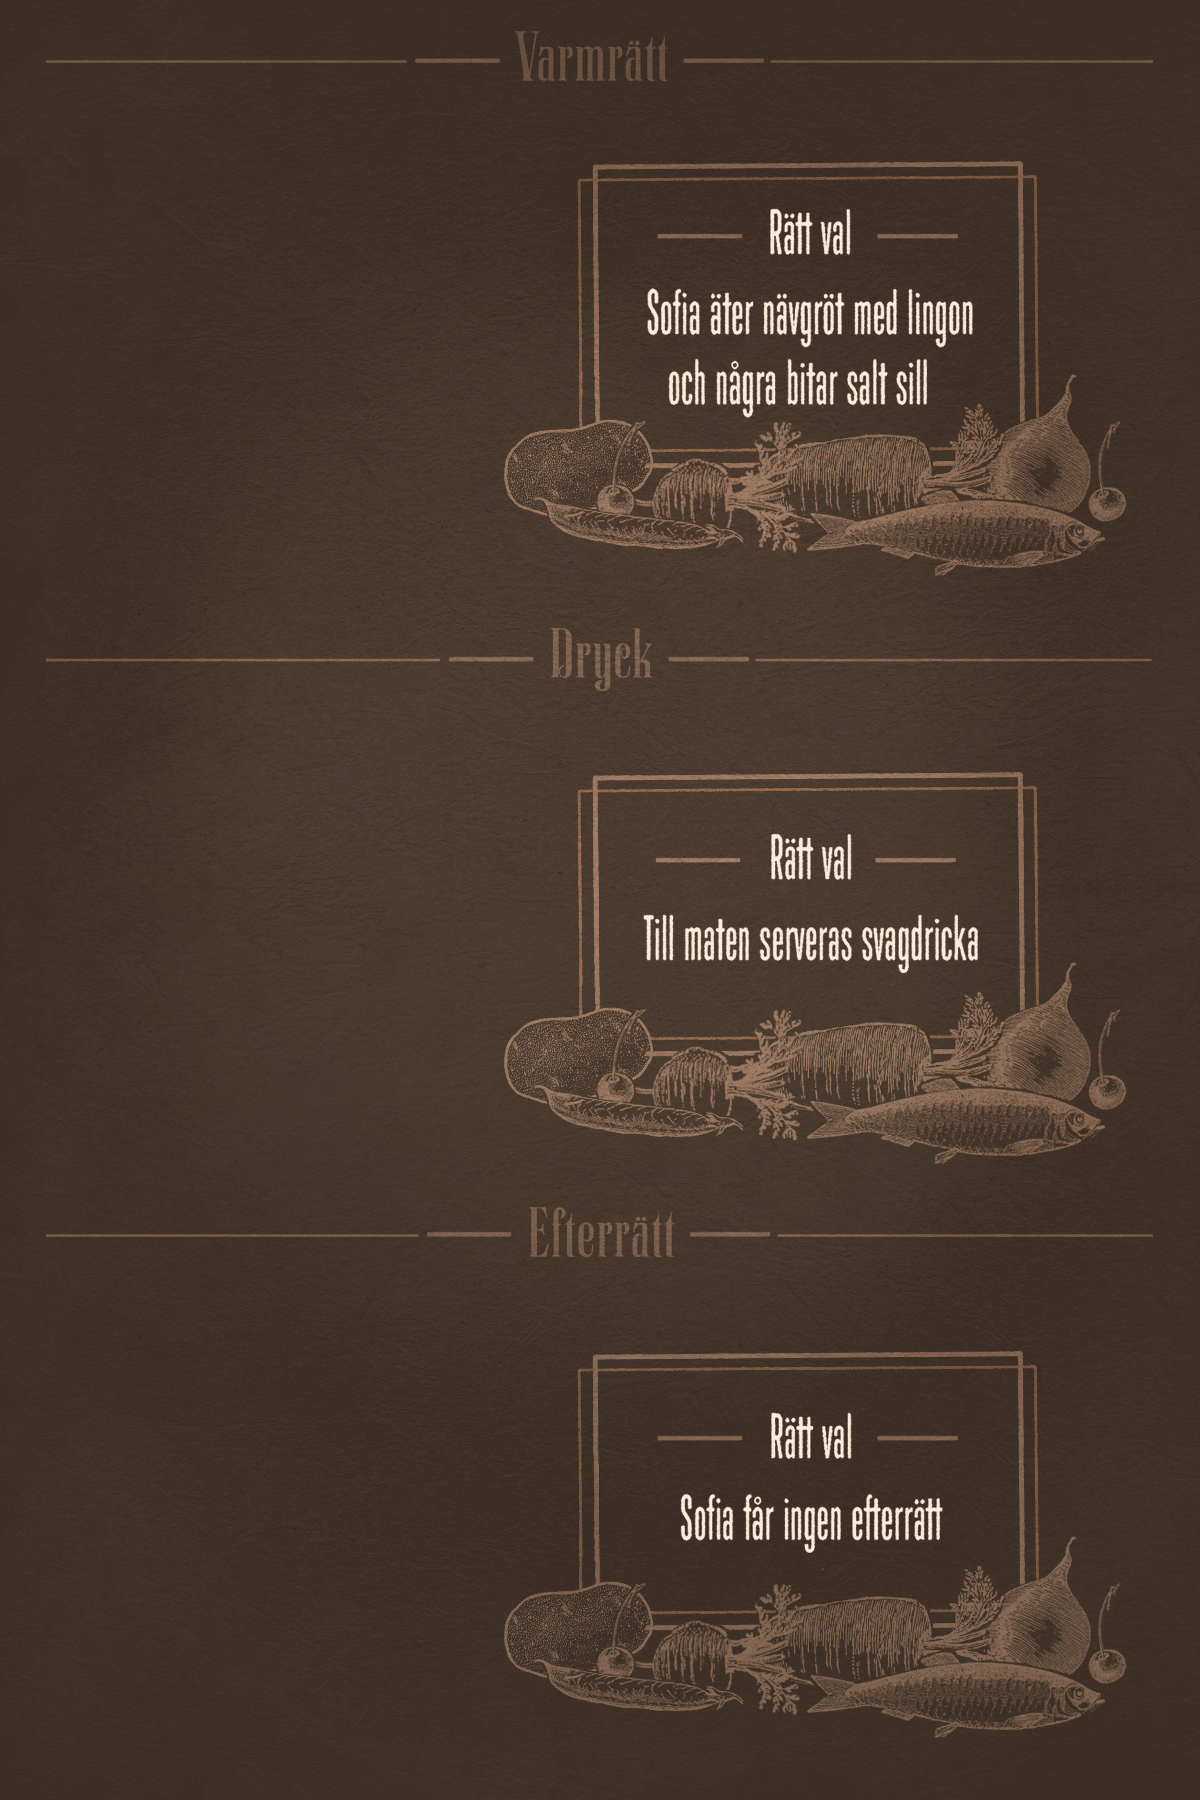 Varmrätt
Rätt val
Sofia äter nävgröt med lingon
och några bitar salt sill
Dryck
Rätt val
Till maten serveras svagdricka
Efterrätt
Rätt val
Sofia får ingen efterrätt